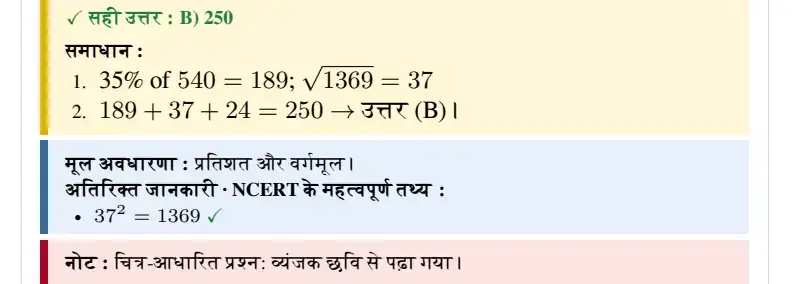 ✓ सही उत्तर : B) 250
समाधान :
1. 35% of 540 = 189; √1369 = 37
2. 189 + 37 + 24 = 250 → उत्तर (B)।
मूल अवधारणा : प्रतिशत और वर्गमूल।
अतिरिक्त जानकारी · NCERT के महत्वपूर्ण तथ्य :
• 37² = 1369 ✓
नोट : चित्र-आधारित प्रश्न: व्यंजक छवि से पढ़ा गया।